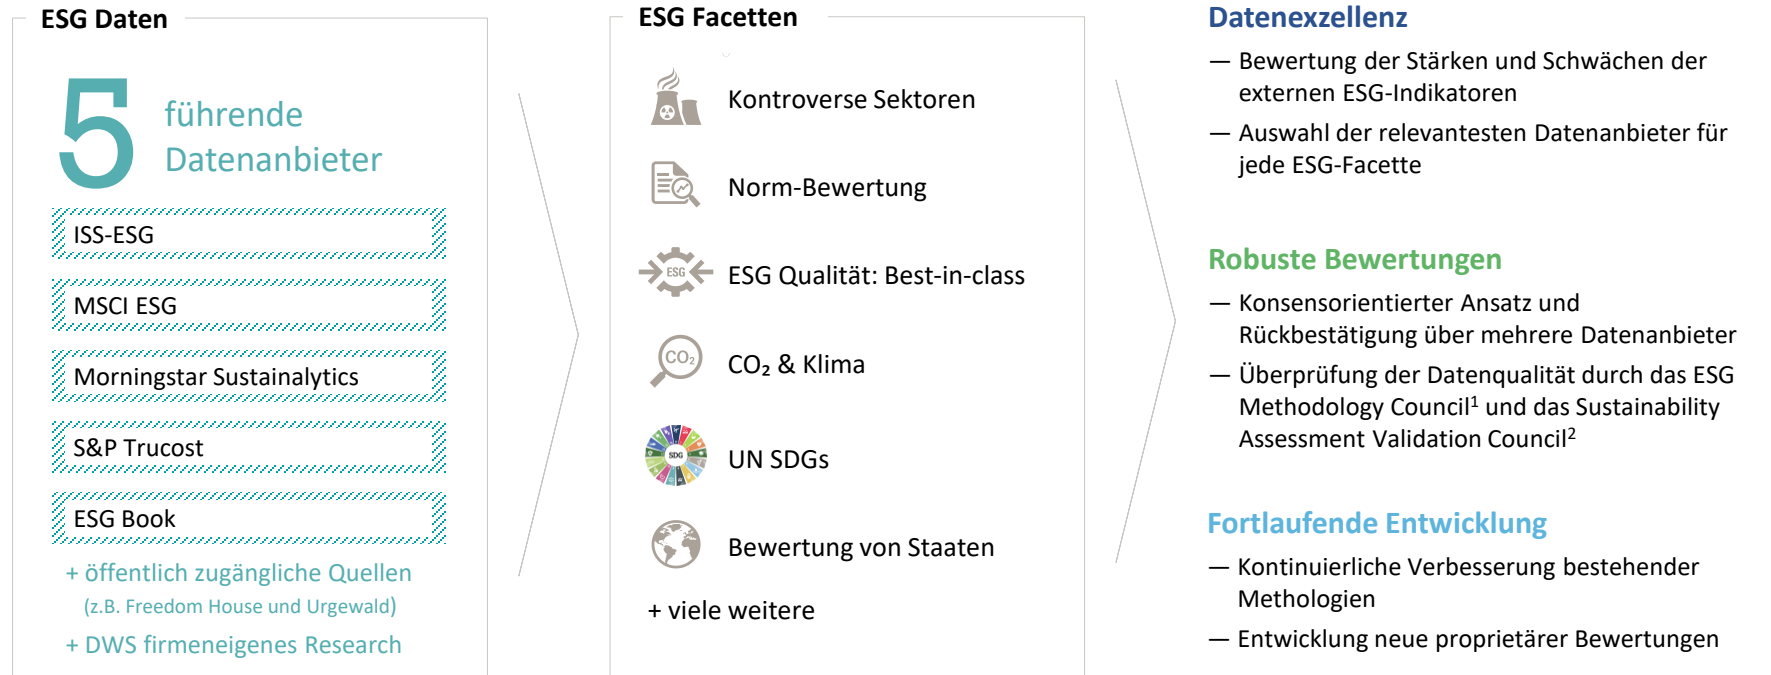 ESG Daten
5 führende
Datenanbieter
ISS-ESG
MSCI ESG
Morningstar Sustainalytics
S&P Trucost
ESG Book
+ öffentlich zugängliche Quellen
(z.B. Freedom House und Urgewald)
+ DWS firmeneigenes Research
ESG Facetten
Kontroverse Sektoren
Norm-Bewertung
ESG
ESG Qualität: Best-in-class
CO₂
CO₂ & Klima
SDG
UN SDGs
Bewertung von Staaten
+ viele weitere
Datenexzellenz
— Bewertung der Stärken und Schwächen der
externen ESG-Indikatoren
— Auswahl der relevantesten Datenanbieter für
jede ESG-Facette
Robuste Bewertungen
— Konsensorientierter Ansatz und
Rückbestätigung über mehrere Datenanbieter
— Überprüfung der Datenqualität durch das ESG
Methodology Council¹ und das Sustainability
Assessment Validation Council²
Fortlaufende Entwicklung
— Kontinuierliche Verbesserung bestehender
Methologien
— Entwicklung neue proprietärer Bewertungen